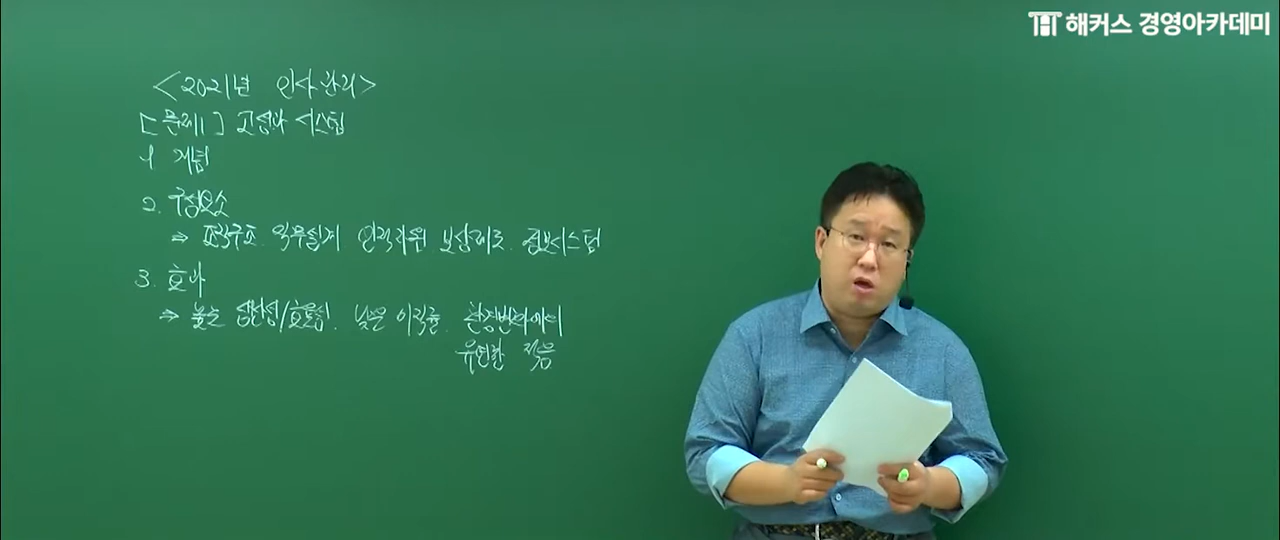 해커스 경영아카데미
<2021년 인사관리>
[문제1] 고성과 시스템
1. 개념
2. 구성요소
⇒ 조직구조. 직무설계 인적자원 보상제도. 정보시스템
3. 효과
⇒ 높은 생산성/효율성. 낮은 이직률. 환경변화에의
유연한 적응